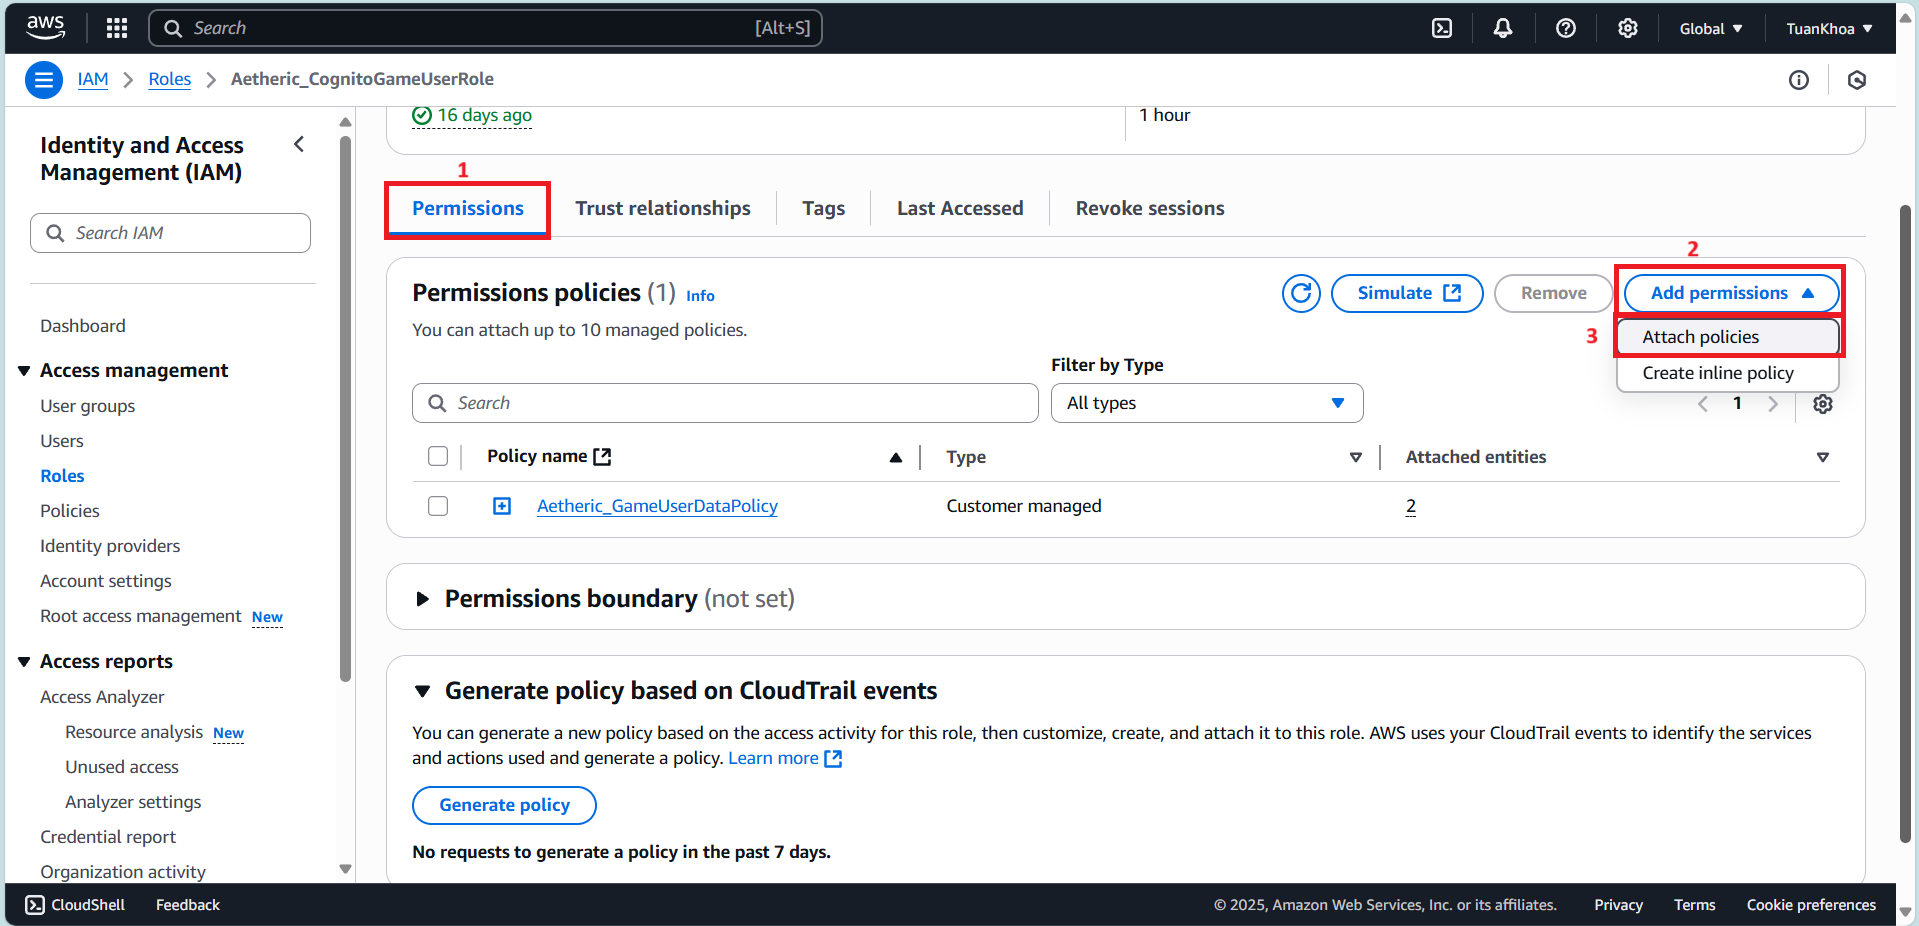 aws
Search
[Alt+S]
Global
TuanKhoa
IAM
Roles
Aetheric_CognitoGameUserRole
Identity and Access
Management (IAM)
Search IAM
Dashboard
Access management
User groups
Users
Roles
Policies
Identity providers
Account settings
Root access management New
Access reports
Access Analyzer
Resource analysis New
Unused access
Analyzer settings
Credential report
Organization activity
16 days ago
1 hour
1
Permissions
Trust relationships
Tags
Last Accessed
Revoke sessions
2
Permissions policies (1) Info
Simulate
Remove
Add permissions
You can attach up to 10 managed policies.
3
Attach policies
Create inline policy
Filter by Type
Search
All types
1
Policy name
Type
Attached entities
Aetheric_GameUserDataPolicy
Customer managed
2
Permissions boundary (not set)
Generate policy based on CloudTrail events
You can generate a new policy based on the access activity for this role, then customize, create, and attach it to this role. AWS uses your CloudTrail events to identify the services
and actions used and generate a policy. Learn more
Generate policy
No requests to generate a policy in the past 7 days.
CloudShell
Feedback
© 2025, Amazon Web Services, Inc. or its affiliates.
Privacy
Terms
Cookie preferences